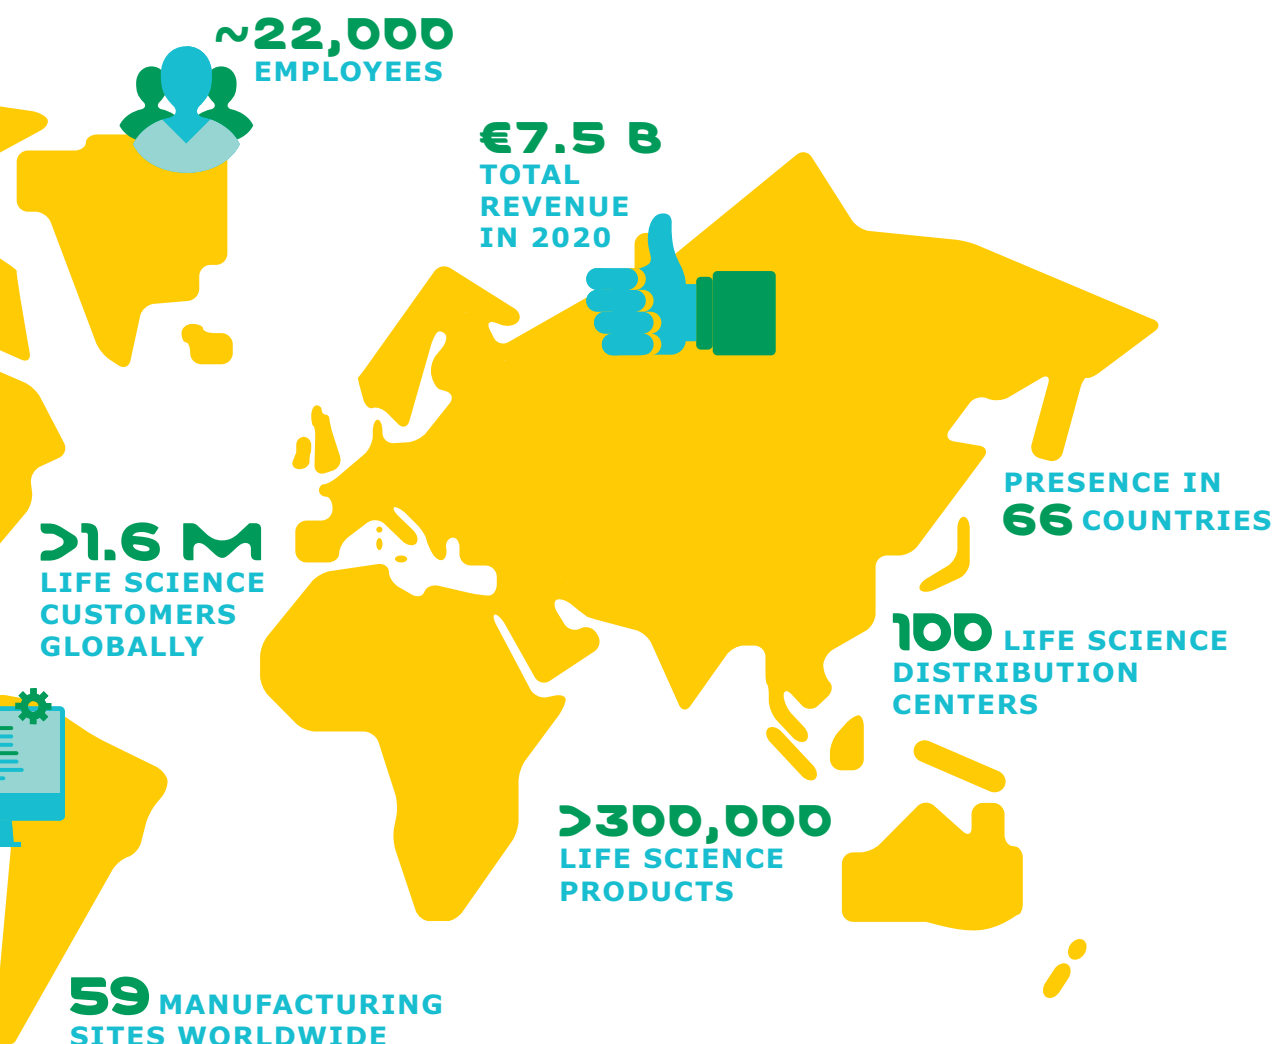 ~22,000
EMPLOYEES
€7.5 B
TOTAL
REVENUE
IN 2020
PRESENCE IN
66 COUNTRIES
>1.6 M
LIFE SCIENCE
CUSTOMERS
GLOBALLY
100 LIFE SCIENCE
DISTRIBUTION
CENTERS
>300,000
LIFE SCIENCE
PRODUCTS
59 MANUFACTURING
SITES WORLDWIDE